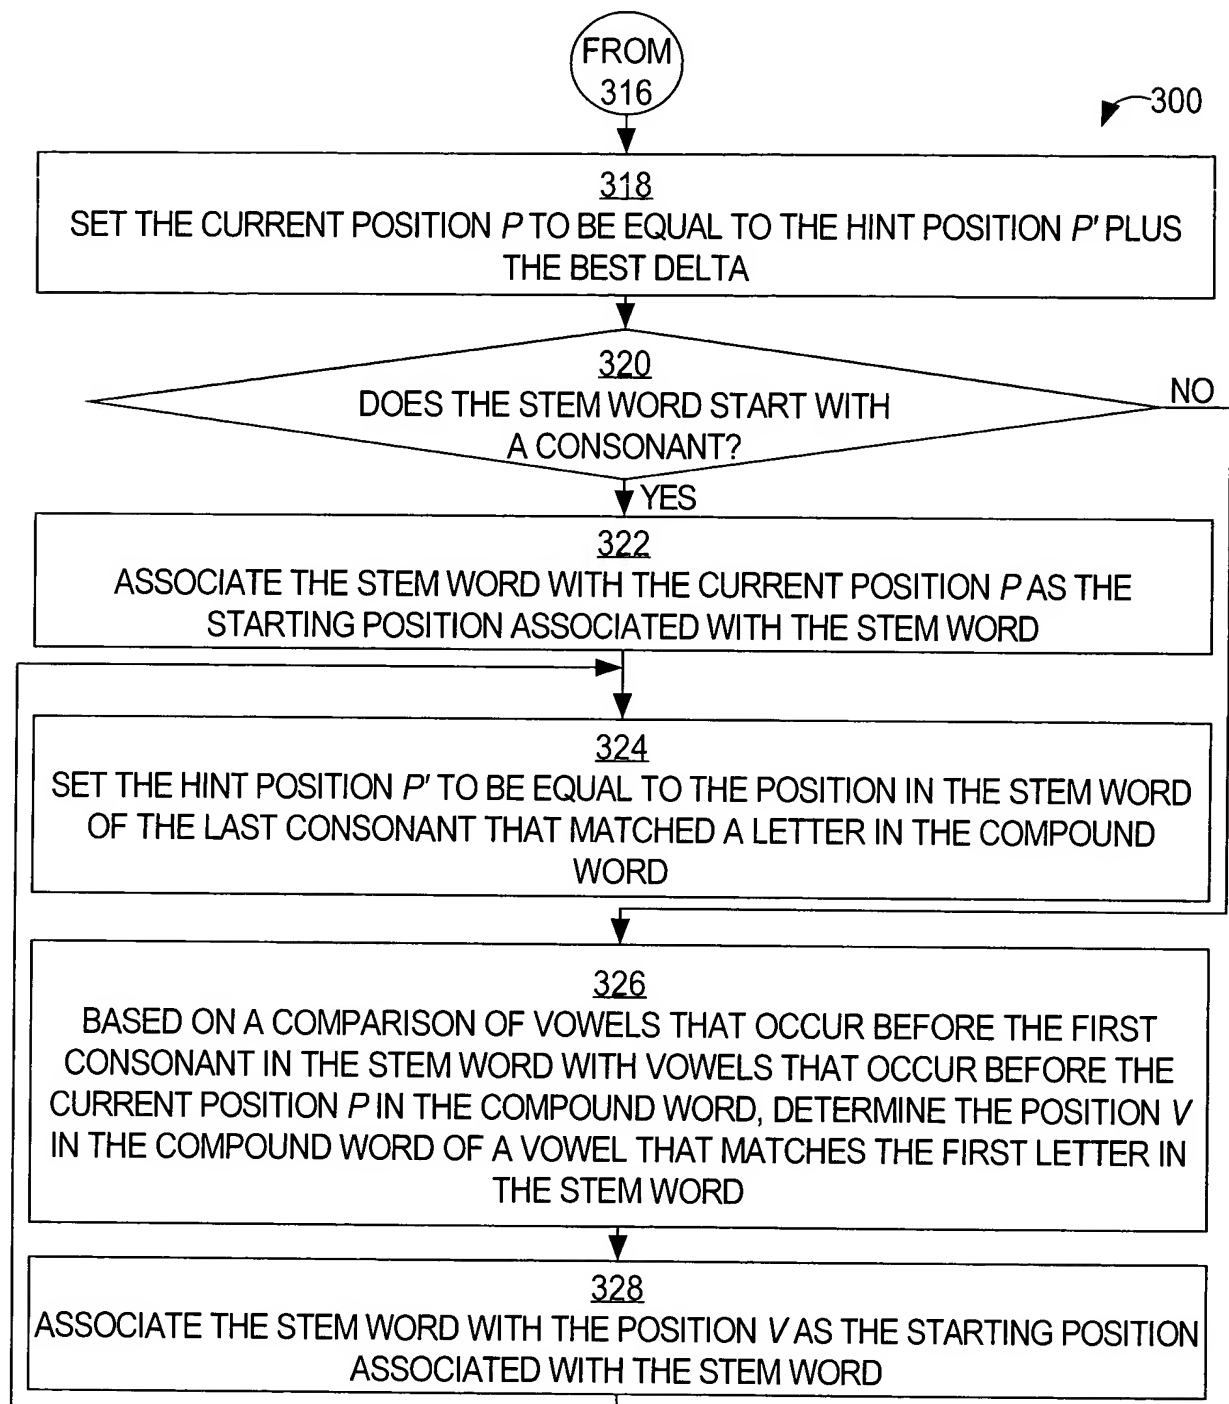 FROM
316
300
318
SET THE CURRENT POSITION P TO BE EQUAL TO THE HINT POSITION P' PLUS
THE BEST DELTA
320
DOES THE STEM WORD START WITH
A CONSONANT?
NO
YES
322
ASSOCIATE THE STEM WORD WITH THE CURRENT POSITION P AS THE
STARTING POSITION ASSOCIATED WITH THE STEM WORD
324
SET THE HINT POSITION P' TO BE EQUAL TO THE POSITION IN THE STEM WORD
OF THE LAST CONSONANT THAT MATCHED A LETTER IN THE COMPOUND
WORD
326
BASED ON A COMPARISON OF VOWELS THAT OCCUR BEFORE THE FIRST
CONSONANT IN THE STEM WORD WITH VOWELS THAT OCCUR BEFORE THE
CURRENT POSITION P IN THE COMPOUND WORD, DETERMINE THE POSITION V
IN THE COMPOUND WORD OF A VOWEL THAT MATCHES THE FIRST LETTER IN
THE STEM WORD
328
ASSOCIATE THE STEM WORD WITH THE POSITION V AS THE STARTING POSITION
ASSOCIATED WITH THE STEM WORD